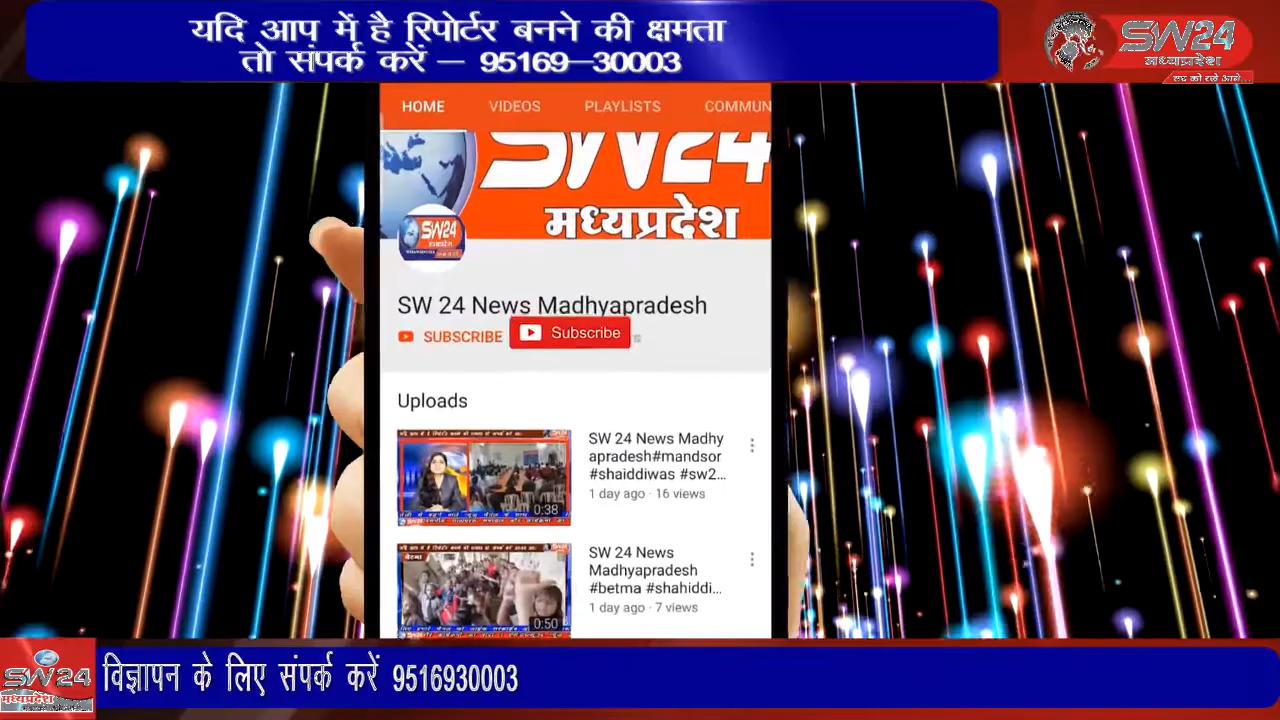 यदि आप में है रिपोर्टर बनने की क्षमता
तो संपर्क करें – 95169–30003
SW24
मध्यप्रदेश
HOME VIDEOS PLAYLISTS COMMUN
SW24
मध्यप्रदेश
SW24
SW 24 News Madhyapradesh
SUBSCRIBE
Subscribe
Uploads
SW 24 News Madhy
apradesh#mandsor
#shaiddiwas #sw2...
1 day ago · 16 views
0:38
SW 24 News
Madhyapradesh
#betma #shahiddi...
1 day ago · 7 views
बेटमा
0:50
SW24
मध्यप्रदेश
विज्ञापन के लिए संपर्क करें 9516930003